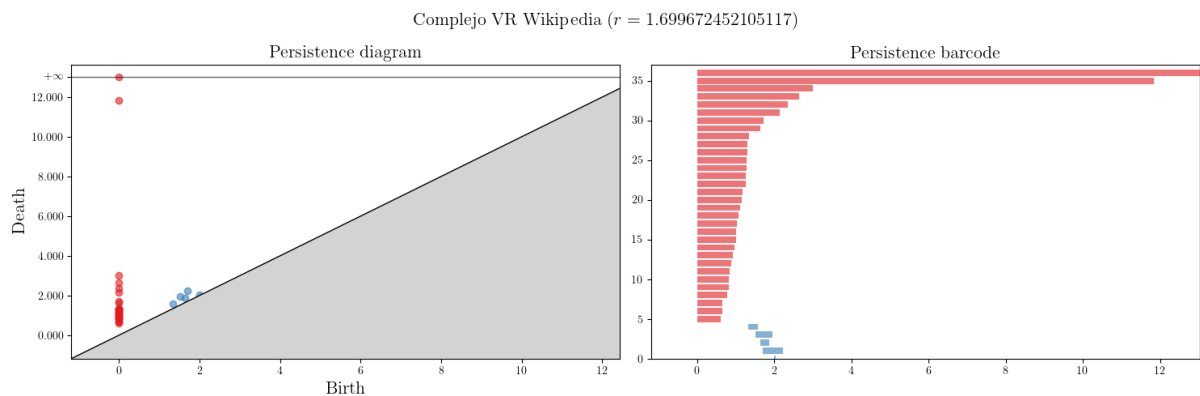 Complejo VR Wikipedia (r = 1.699672452105117)
Persistence diagram
+∞
12.000
10.000
8.000
6.000
4.000
2.000
0.000
Death
0 2 4 6 8 10 12
Birth
Persistence barcode
35
30
25
20
15
10
5
0
0 2 4 6 8 10 12